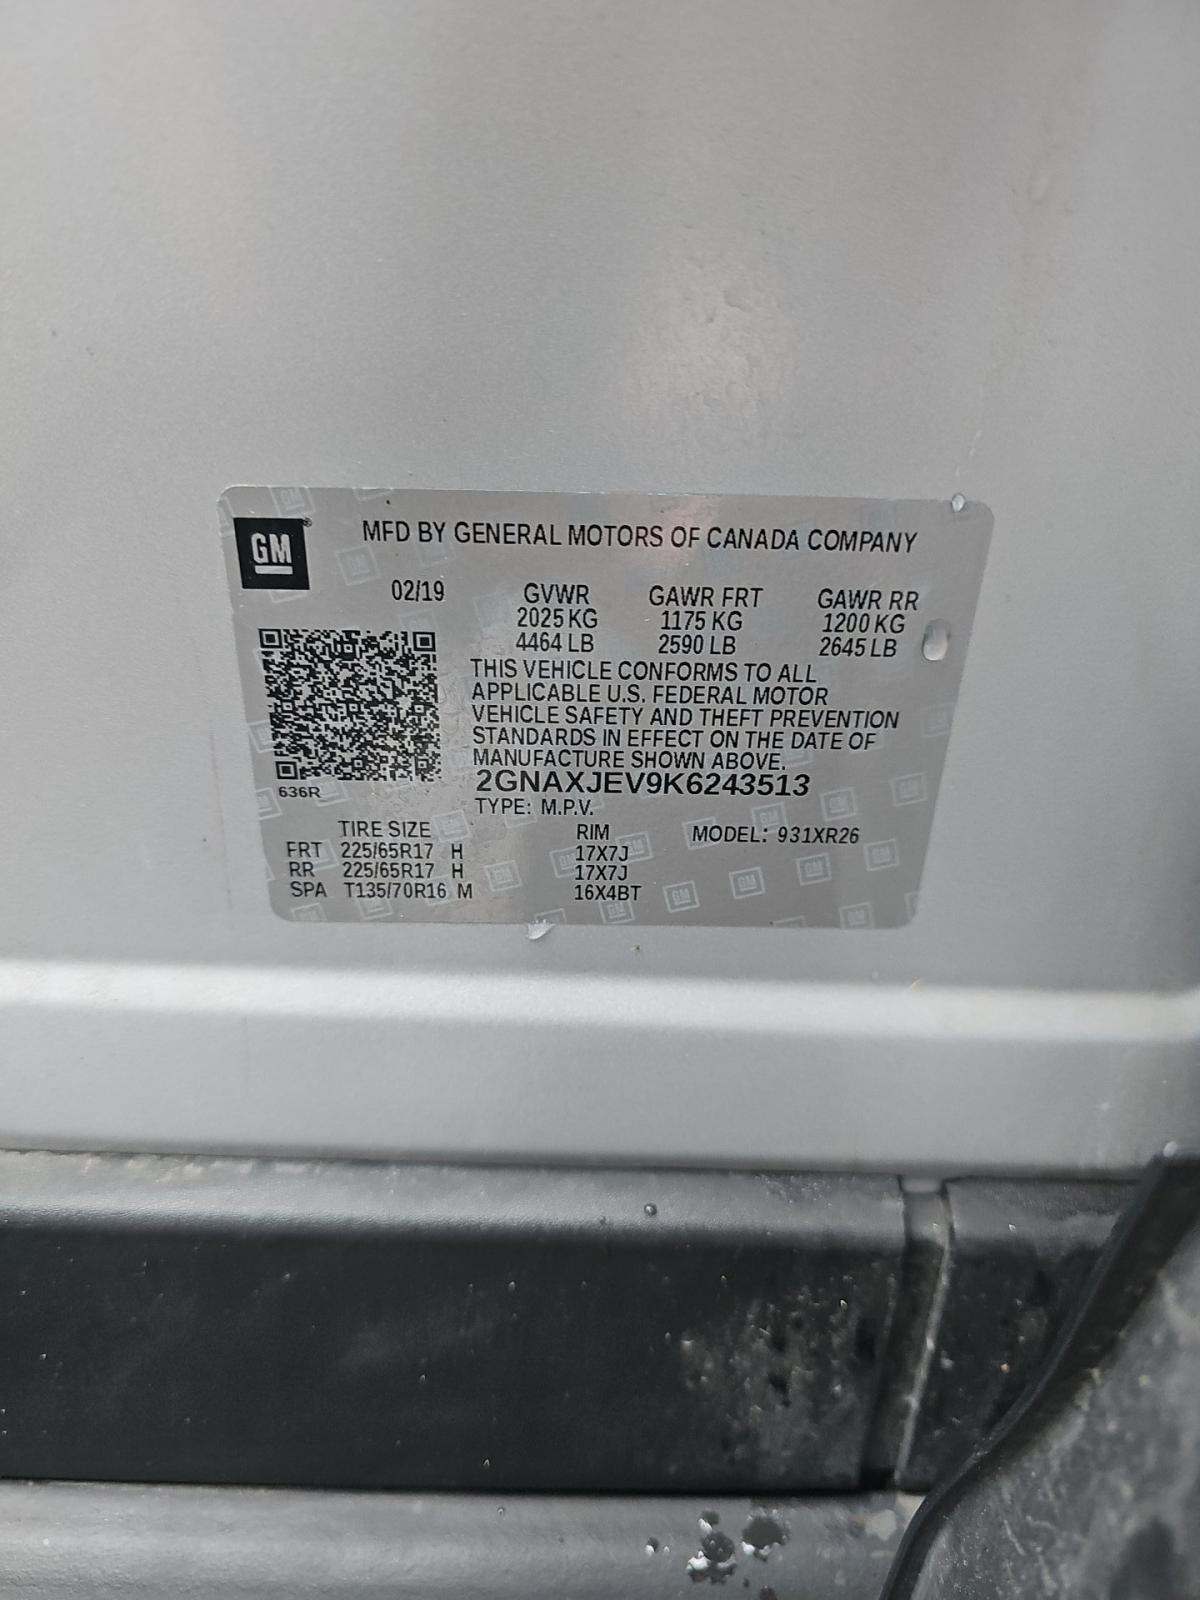 GM
MFD BY GENERAL MOTORS OF CANADA COMPANY
02/19 GVWR GAWR FRT GAWR RR
2025 KG 1175 KG 1200 KG
4464 LB 2590 LB 2645 LB
THIS VEHICLE CONFORMS TO ALL
APPLICABLE U.S. FEDERAL MOTOR
VEHICLE SAFETY AND THEFT PREVENTION
STANDARDS IN EFFECT ON THE DATE OF
MANUFACTURE SHOWN ABOVE.
2GNAXJEV9K6243513
636R
TYPE: M.P.V.
TIRE SIZE RIM MODEL: 931XR26
FRT 225/65R17 H 17X7J
RR 225/65R17 H 17X7J
SPA T135/70R16 M 16X4BT